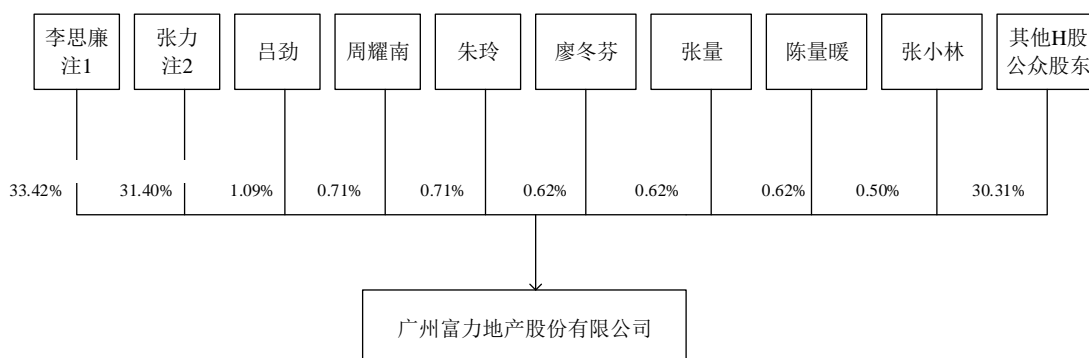 李思廉
注1
张力
注2
吕劲
周耀南
朱玲
廖冬芬
张量
陈量暖
张小林
其他H股
公众股东
33.42%
31.40%
1.09%
0.71%
0.71%
0.62%
0.62%
0.62%
0.50%
30.31%
广州富力地产股份有限公司